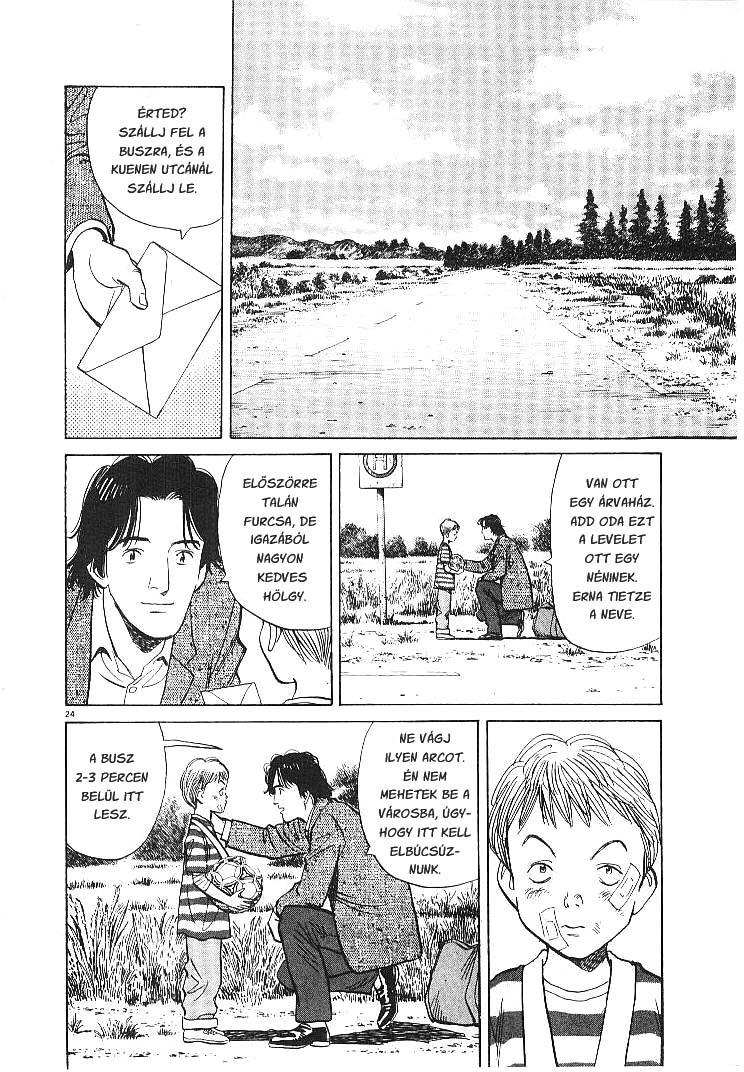 ÉRTED?
SZÁLLJ FEL A
BUSZRA, ÉS A
KUENEN UTCÁNÁL
SZÁLLJ LE.
H
VAN OTT
EGY ÁRVAHÁZ.
ADD ODA EZT
A LEVELET
OTT EGY
NÉNINEK.
ERNA TIETZE
A NEVE.
ELŐSZÖRRE
TALÁN
FURCSA, DE
IGAZÁBÓL
NAGYON
KEDVES
HÖLGY.
24
NE VÁGJ
ILYEN ARCOT.
ÉN NEM
MEHETEK BE A
VÁROSBA, ÚGY-
HOGY ITT KELL
ELBÚCSÚZ-
NUNK.
A BUSZ
2-3 PERCEN
BELÜL ITT
LESZ.